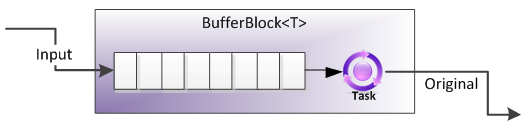 BufferBlock<T>
Input
Task
Original